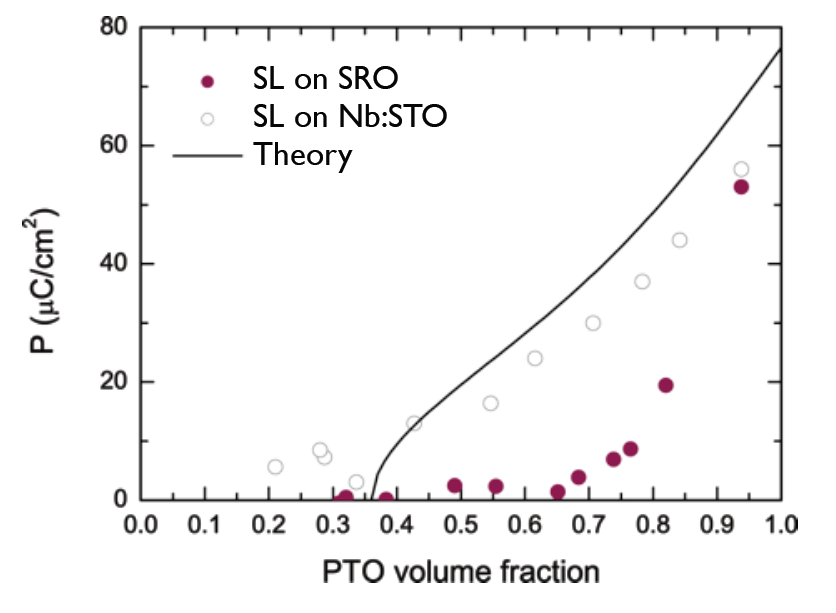 80
60
40
20
0
P (μC/cm²)
SL on SRO
SL on Nb:STO
Theory
0.0 0.1 0.2 0.3 0.4 0.5 0.6 0.7 0.8 0.9 1.0
PTO volume fraction